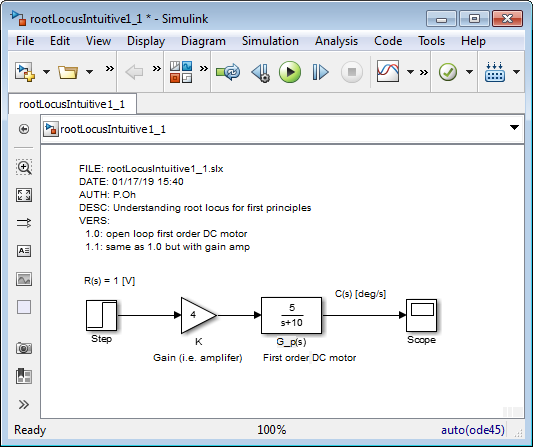 rootLocusIntuitive1_1 * - Simulink
File Edit View Display Diagram Simulation Analysis Code Tools Help
rootLocusIntuitive1_1
rootLocusIntuitive1_1
FILE: rootLocusIntuitive1_1.slx
DATE: 01/17/19 15:40
AUTH: P.Oh
DESC: Understanding root locus for first principles
VERS:
1.0: open loop first order DC motor
1.1: same as 1.0 but with gain amp
R(s) = 1 [V]
C(s) [deg/s]
4
5
s+10
Step
K
G_p(s)
Scope
Gain (i.e. amplifer)
First order DC motor
Ready 100% auto(ode45)